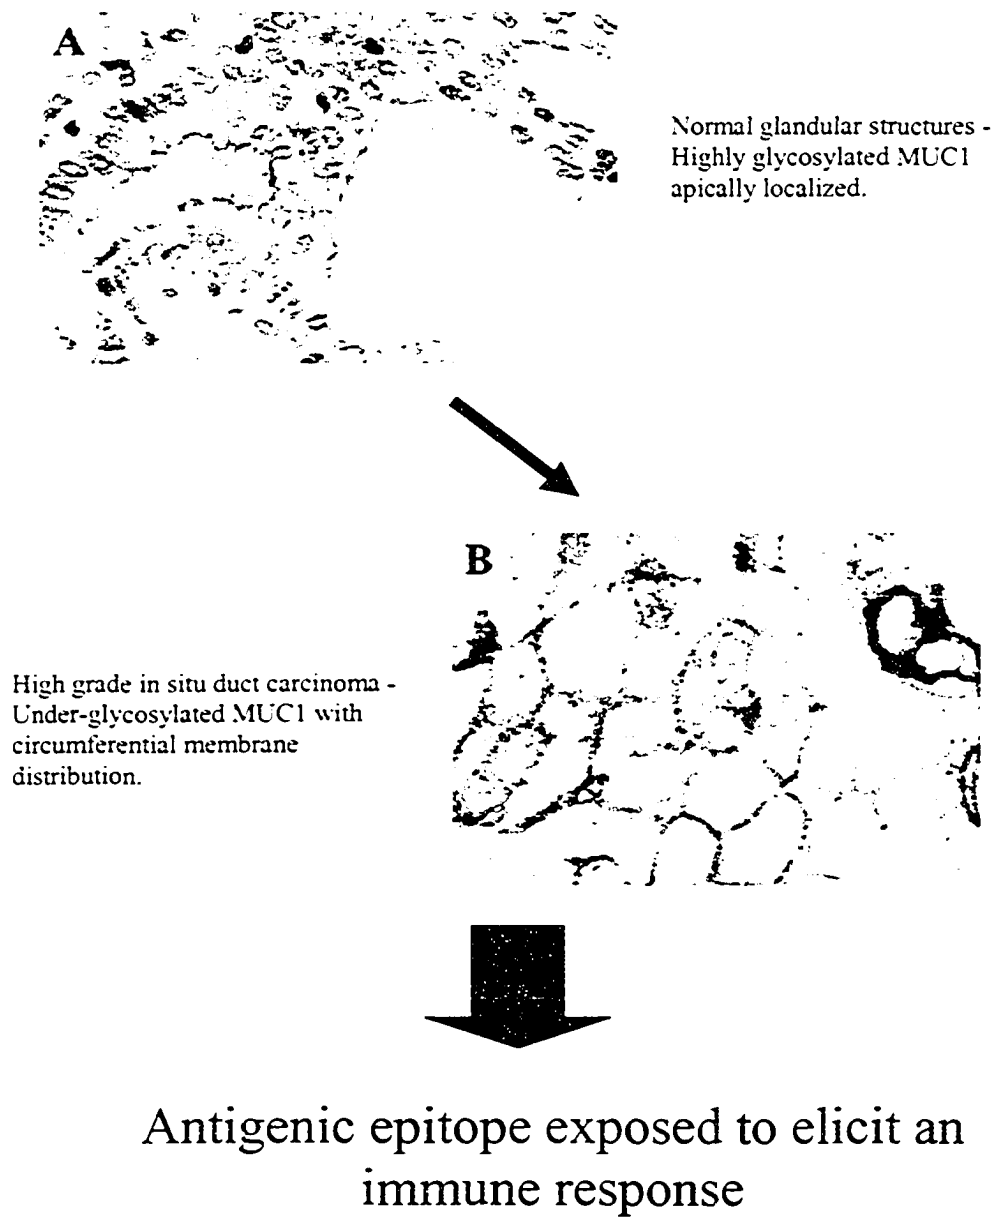 A
Normal glandular structures -
Highly glycosylated MUC1
apically localized.
B
High grade in situ duct carcinoma -
Under-glycosylated MUC1 with
circumferential membrane
distribution.
Antigenic epitope exposed to elicit an
immune response